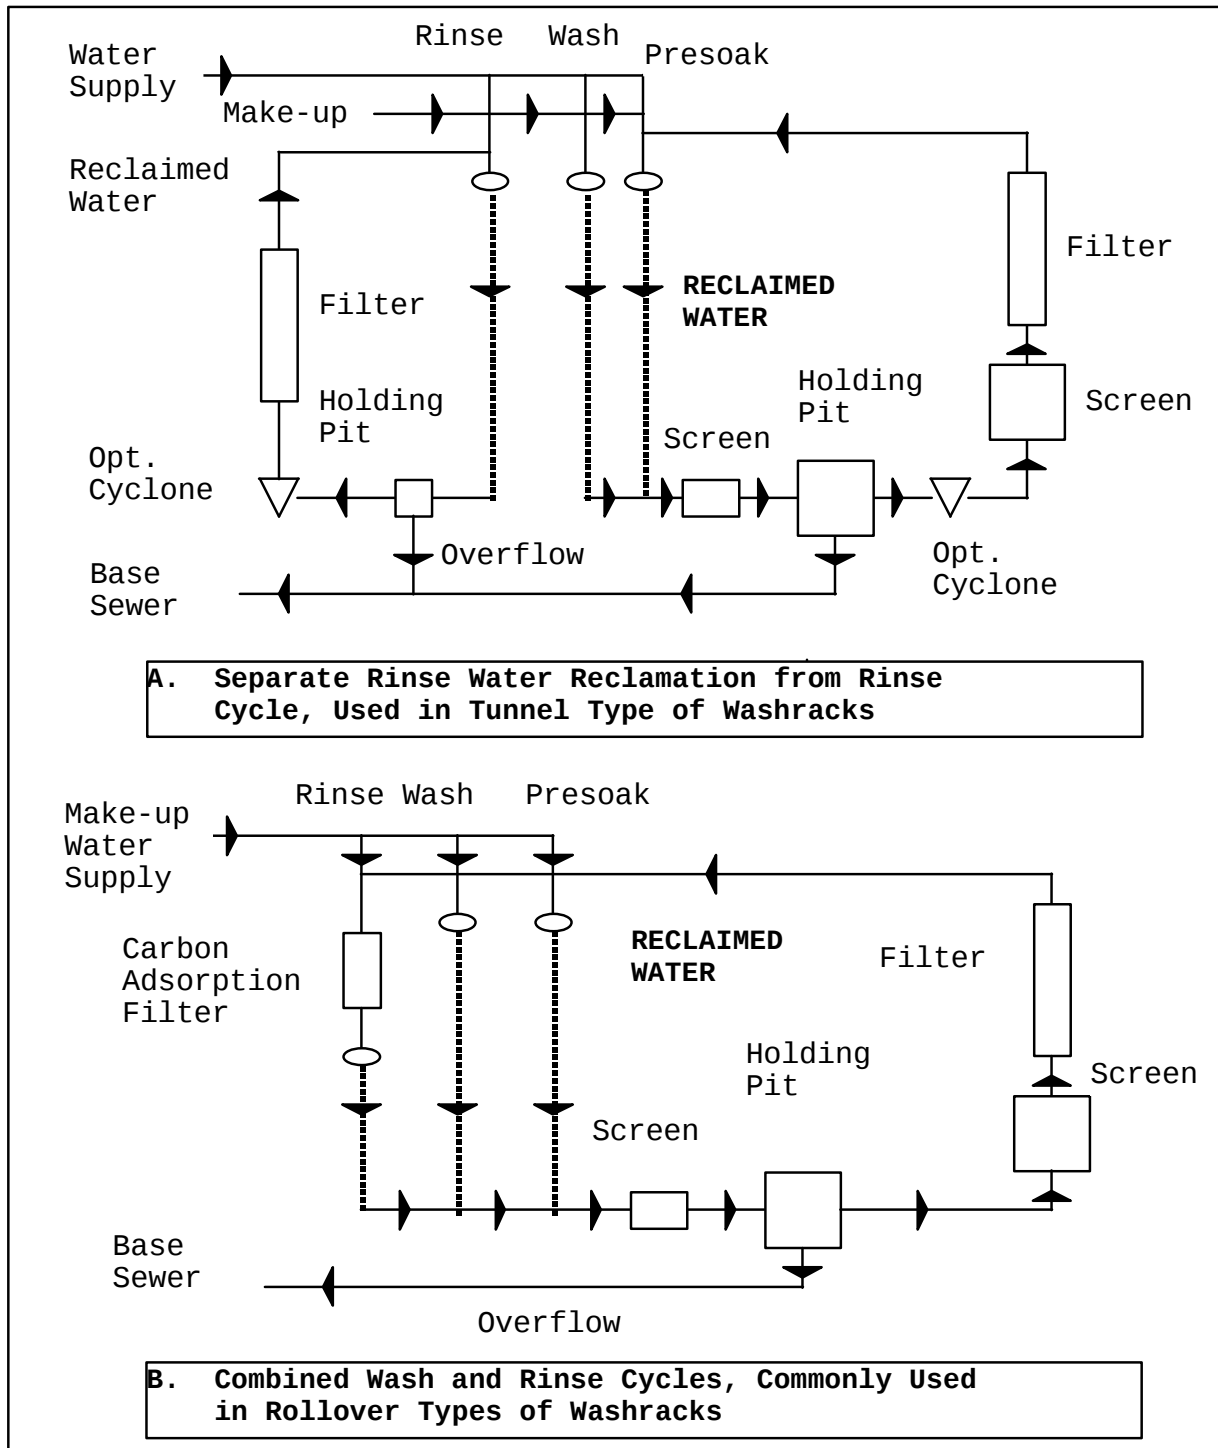 Rinse Wash Presoak
Water
Supply
Make-up
Reclaimed
Water
Filter
RECLAIMED
WATER
Filter
Holding
Pit
Holding
Pit
Screen
Screen
Opt.
Cyclone
Overflow
Opt.
Cyclone
Base
Sewer
A. Separate Rinse Water Reclamation from Rinse
Cycle, Used in Tunnel Type of Washracks
Rinse Wash Presoak
Make-up
Water
Supply
Carbon
Adsorption
Filter
RECLAIMED
WATER
Filter
Holding
Pit
Screen
Screen
Base
Sewer
Overflow
B. Combined Wash and Rinse Cycles, Commonly Used
in Rollover Types of Washracks